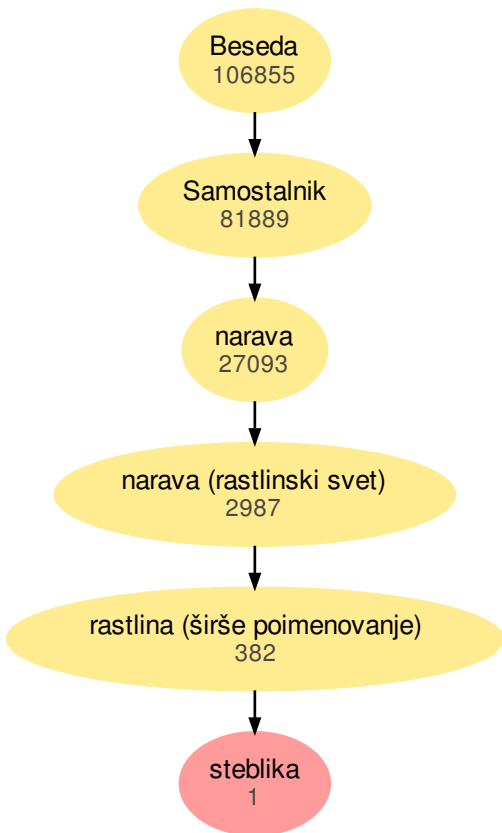 Beseda
106855
Samostalnik
81889
narava
27093
narava (rastlinski svet)
2987
rastlina (širše poimenovanje)
382
steblika
1